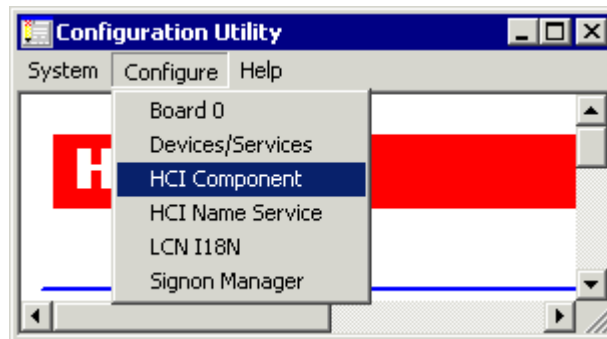 Configuration Utility
System Configure Help
Board 0
Devices/Services
H
HCI Component
HCI Name Service
LCN I18N
Signon Manager